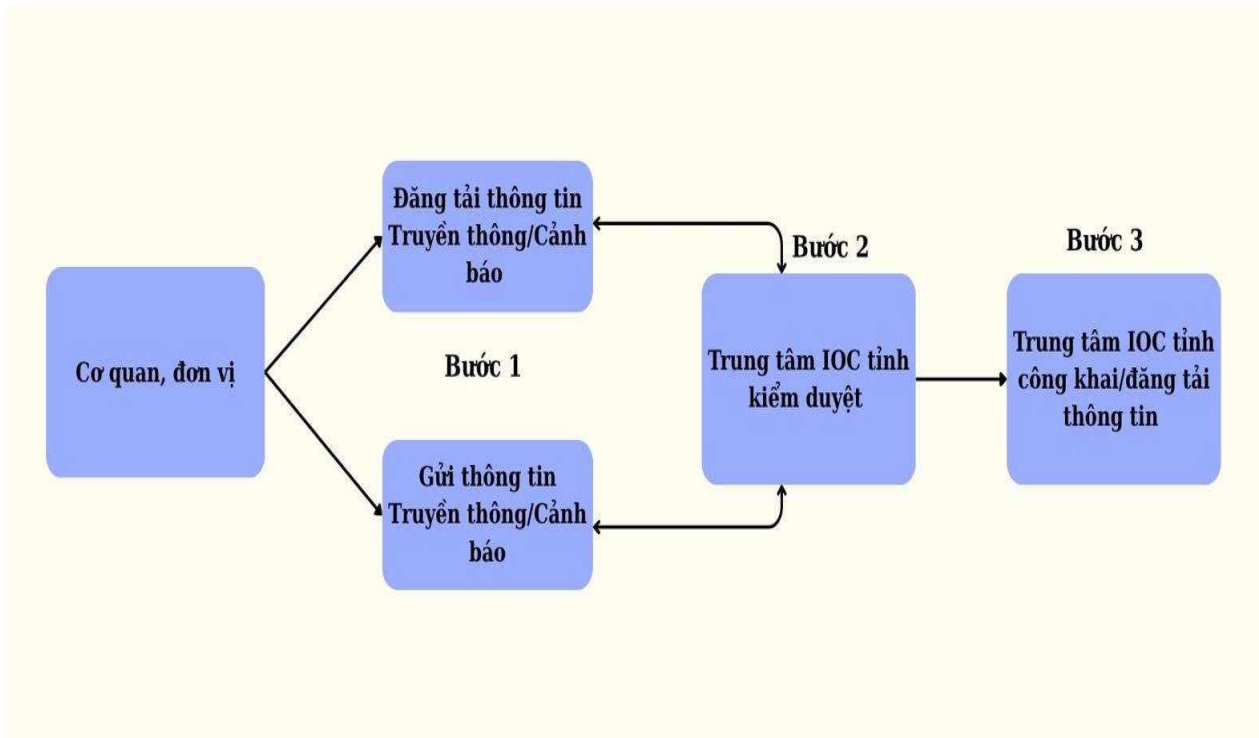 Cơ quan, đơn vị
Đăng tải thông tin
Truyền thông/Cảnh
báo
Bước 1
Gửi thông tin
Truyền thông/Cảnh
báo
Bước 2
Trung tâm IOC tỉnh
kiểm duyệt
Bước 3
Trung tâm IOC tỉnh
công khai/đăng tải
thông tin